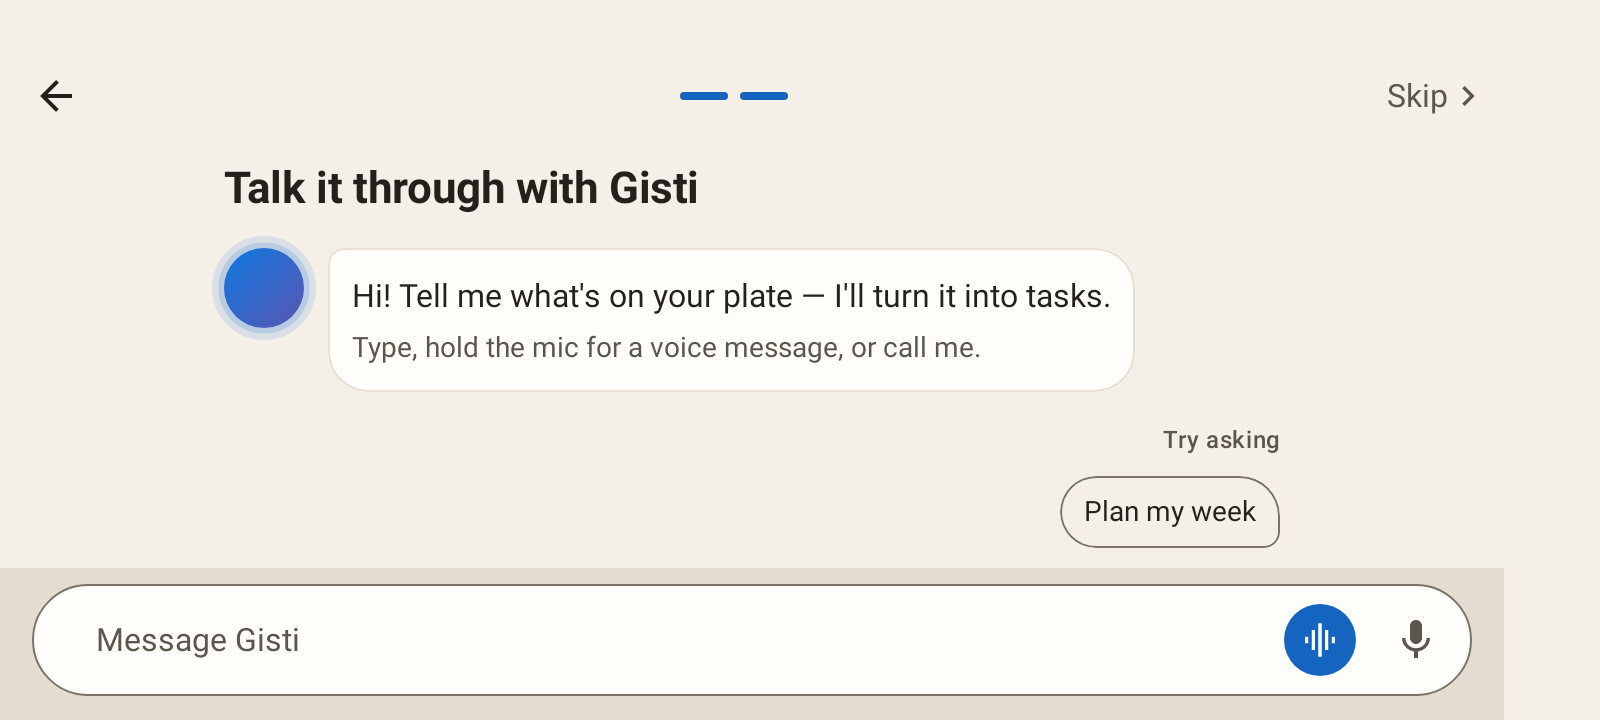 Skip
Talk it through with Gisti
Hi! Tell me what's on your plate — I'll turn it into tasks.
Type, hold the mic for a voice message, or call me.
Try asking
Plan my week
Message Gisti